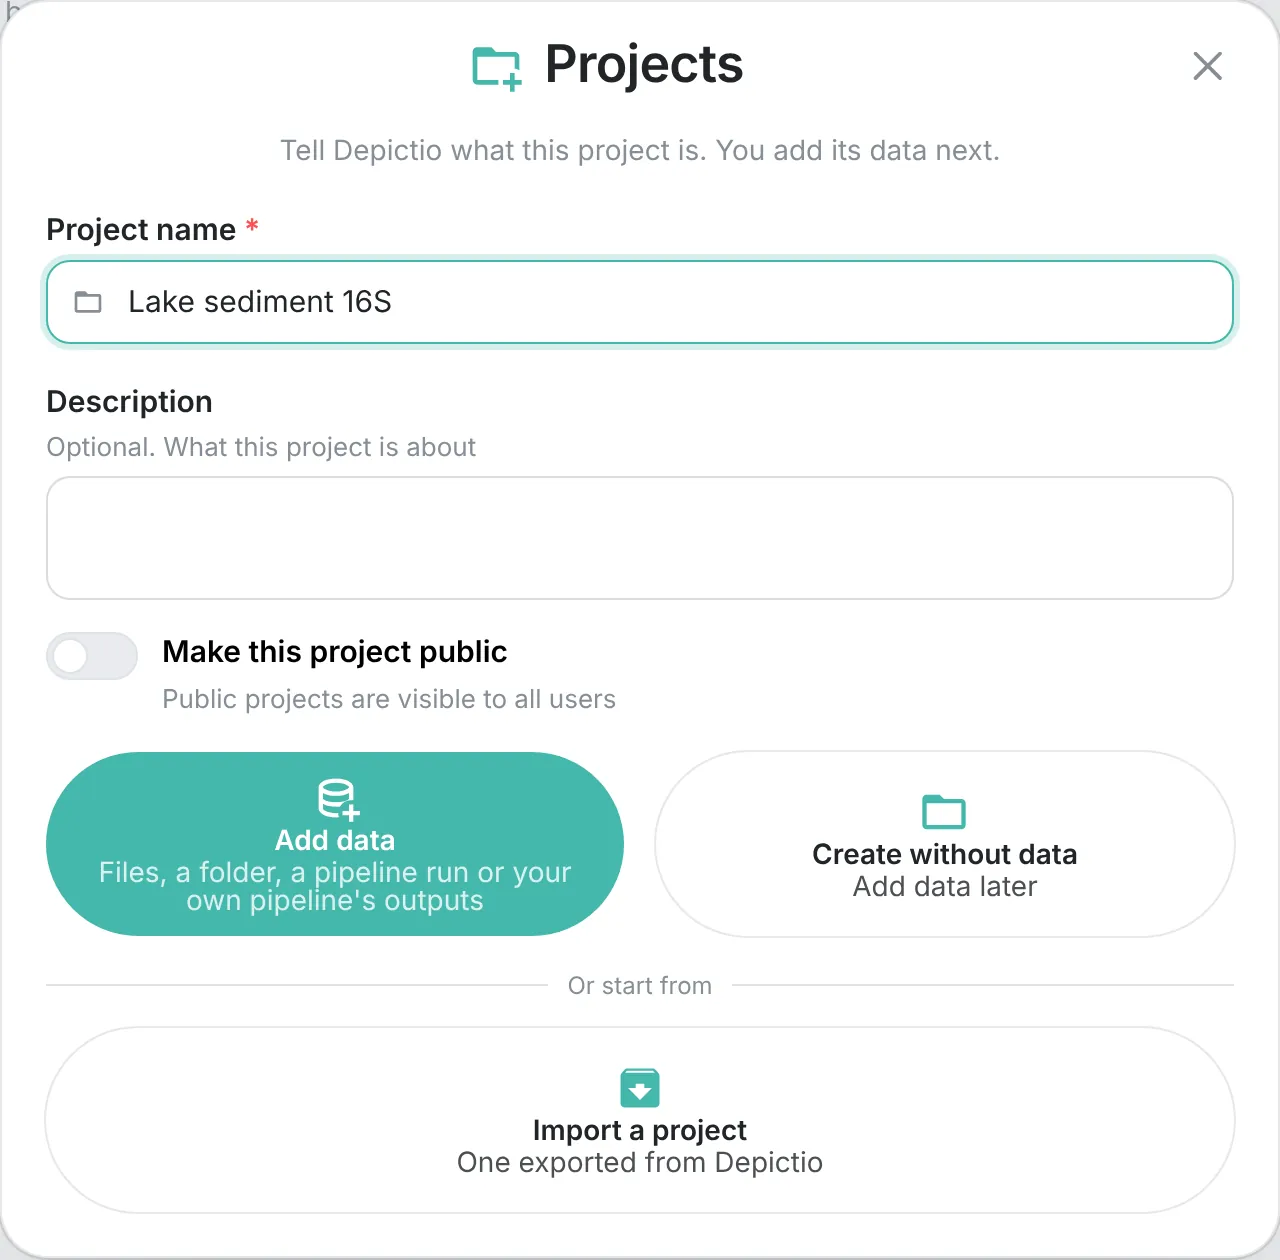 Projects
Tell Depictio what this project is. You add its data next.
Project name *
Lake sediment 16S
Description
Optional. What this project is about
Make this project public
Public projects are visible to all users
Add data
Files, a folder, a pipeline run or your
own pipeline's outputs
Create without data
Add data later
Or start from
Import a project
One exported from Depictio